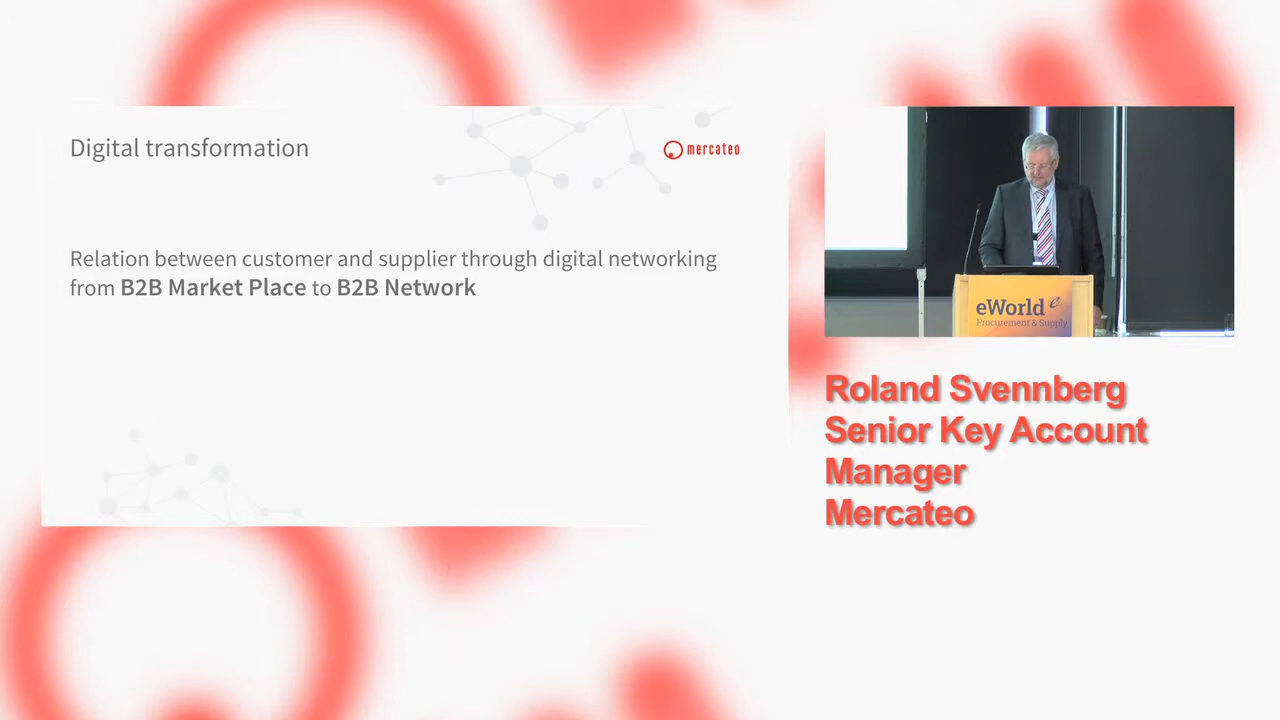 Digital transformation
mercateo
Relation between customer and supplier through digital networking
from B2B Market Place to B2B Network
eWorld e
Procurement & Supply
Roland Svennberg
Senior Key Account
Manager
Mercateo